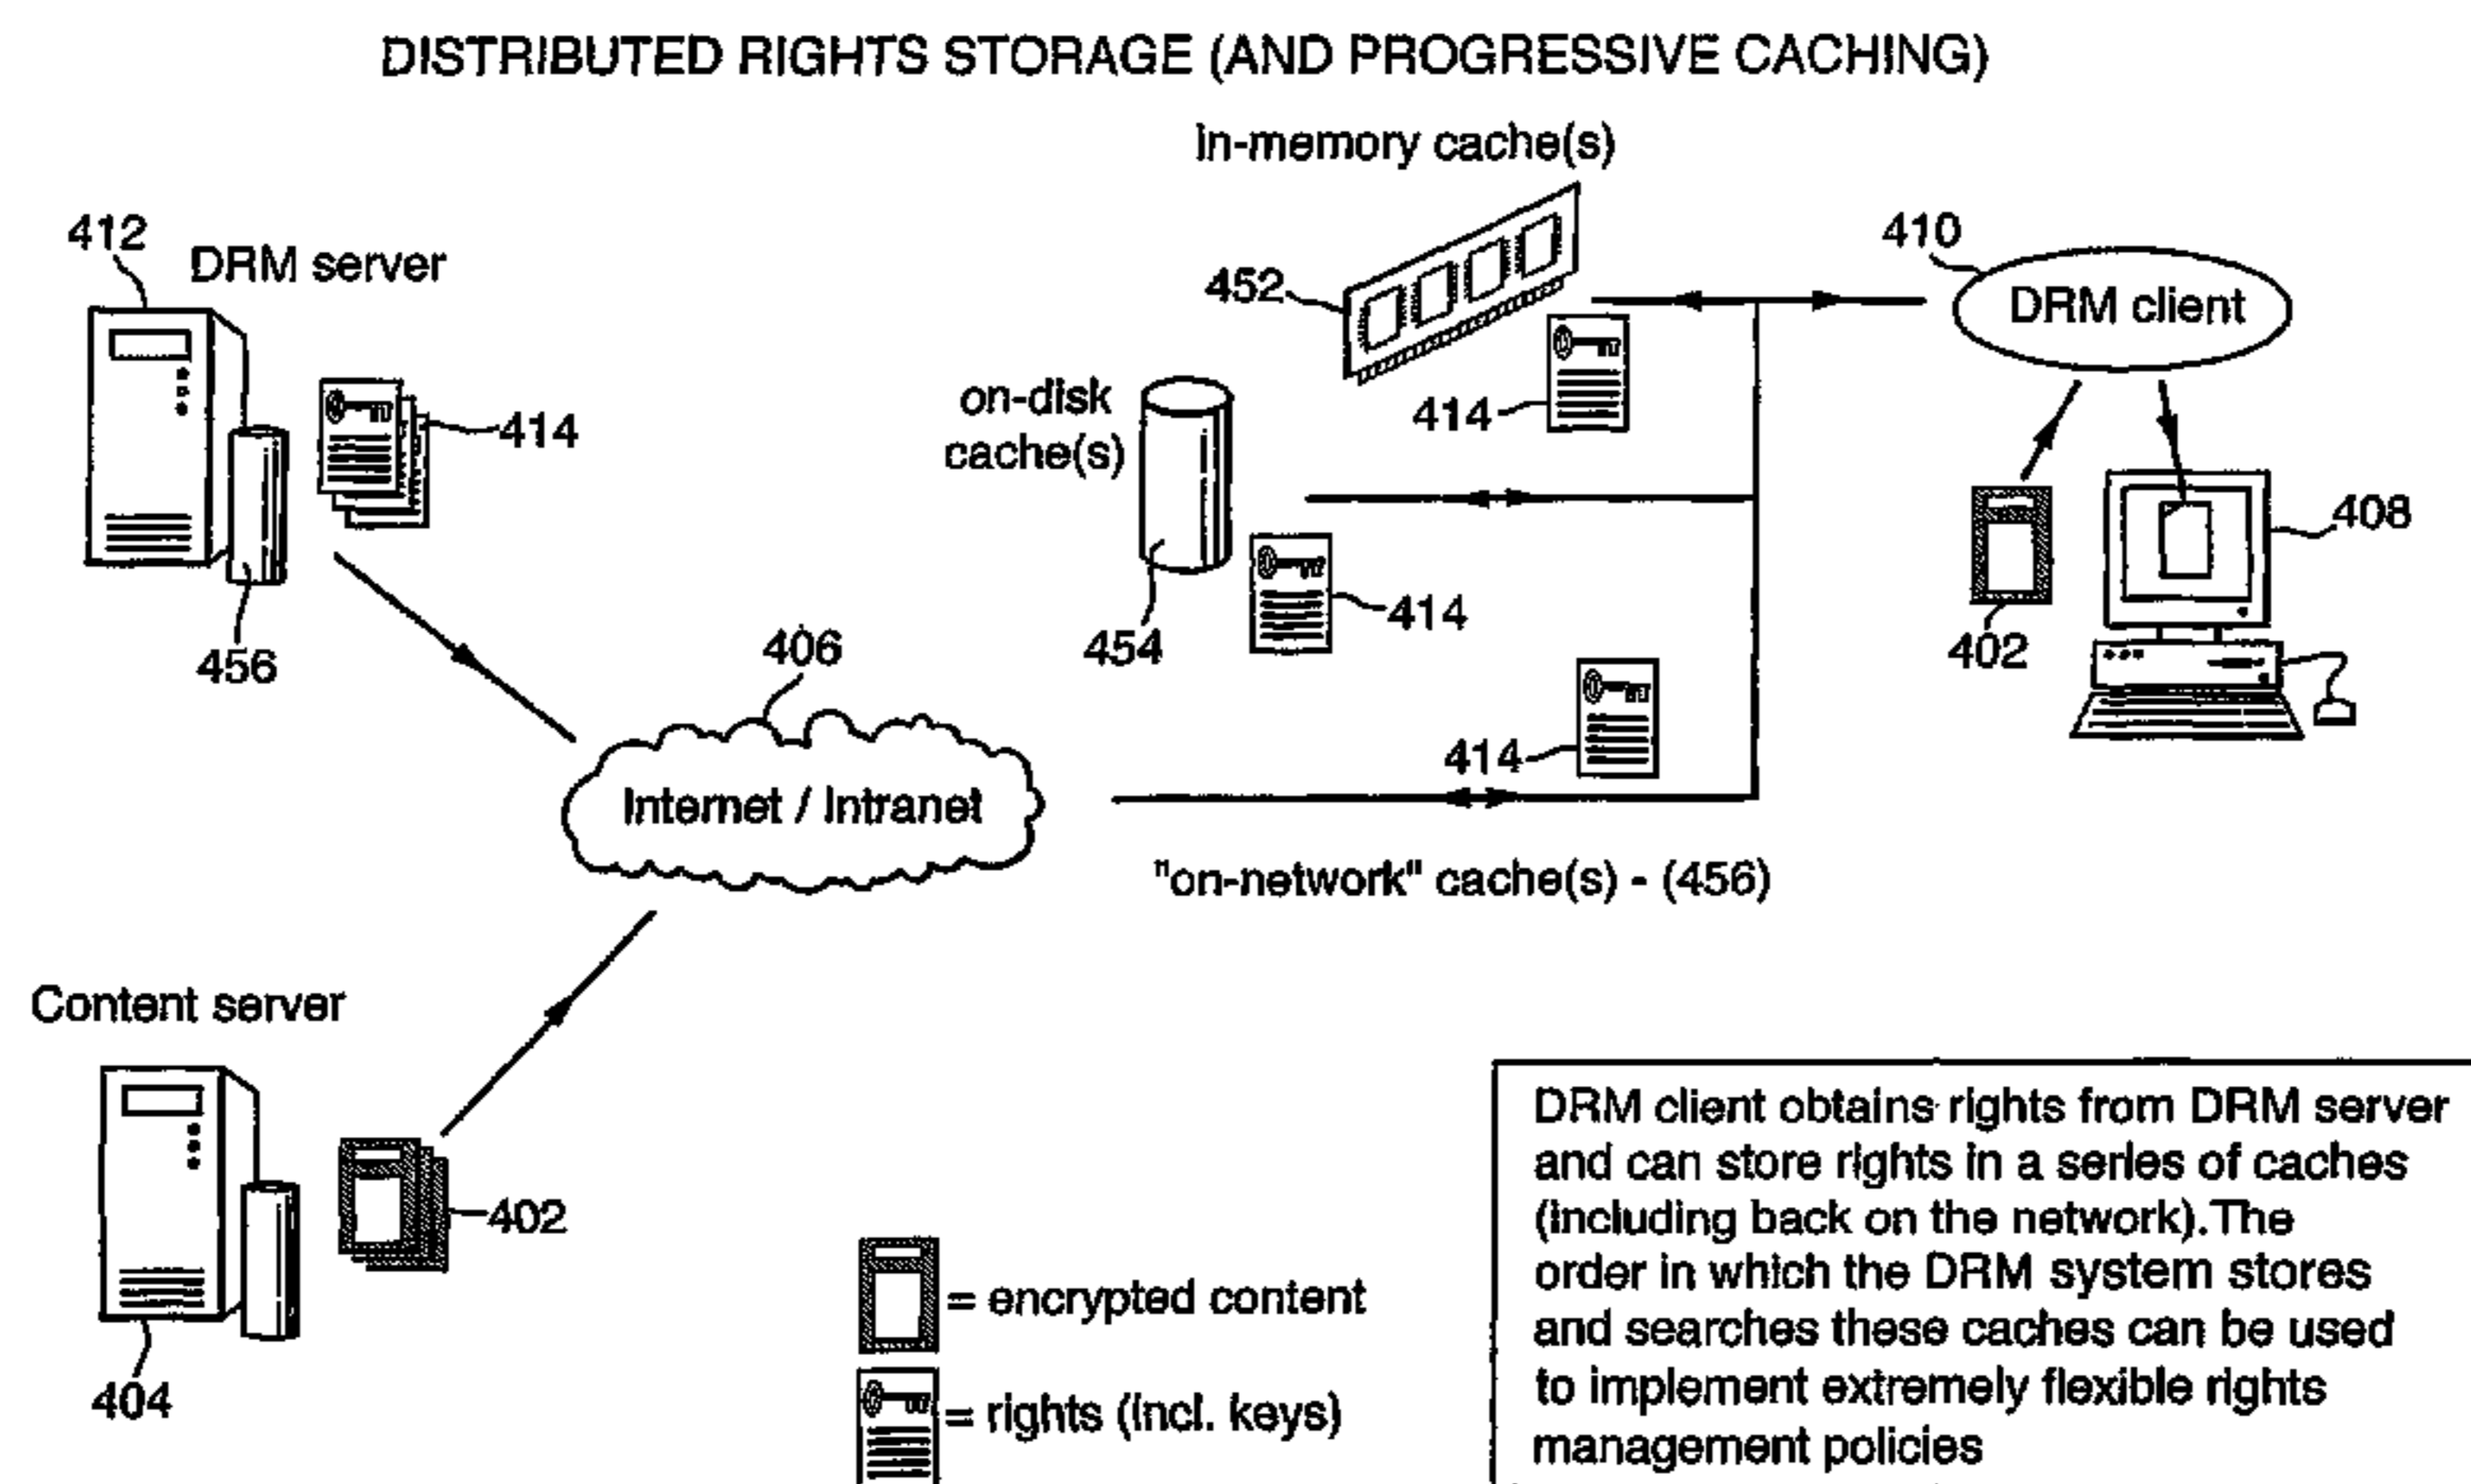 DISTRIBUTED RIGHTS STORAGE (AND PROGRESSIVE CACHING)
in-memory cache(s)
412
DRM server
410
452
DRM client
414
on-disk
cache(s)
414
408
456
454
414
402
406
414
Internet / Intranet
"on-network" cache(s) - (456)
Content server
402
404
= encrypted content
= rights (incl. keys)
DRM client obtains rights from DRM server
and can store rights in a series of caches
(including back on the network). The
order in which the DRM system stores
and searches these caches can be used
to implement extremely flexible rights
management policies